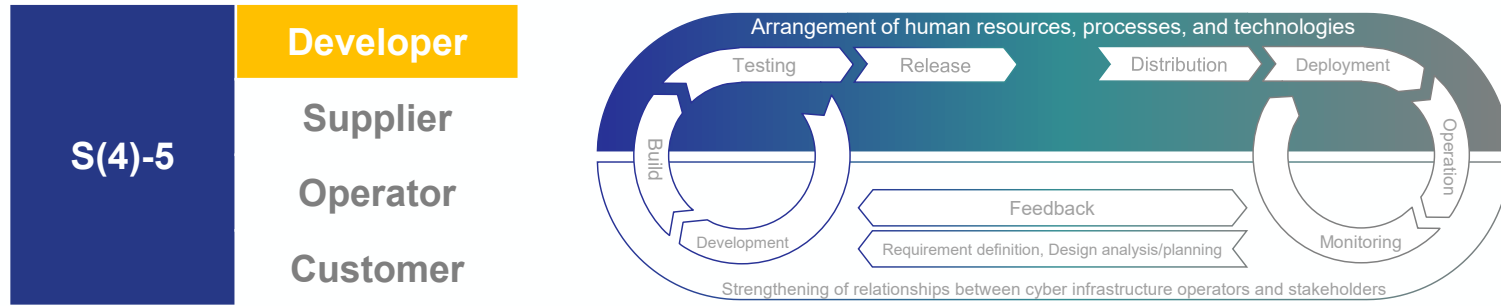 S(4)-5
Developer
Supplier
Operator
Customer
Arrangement of human resources, processes, and technologies
Testing
Release
Distribution
Deployment
Build
Operation
Feedback
Development
Requirement definition, Design analysis/planning
Monitoring
Strengthening of relationships between cyber infrastructure operators and stakeholders